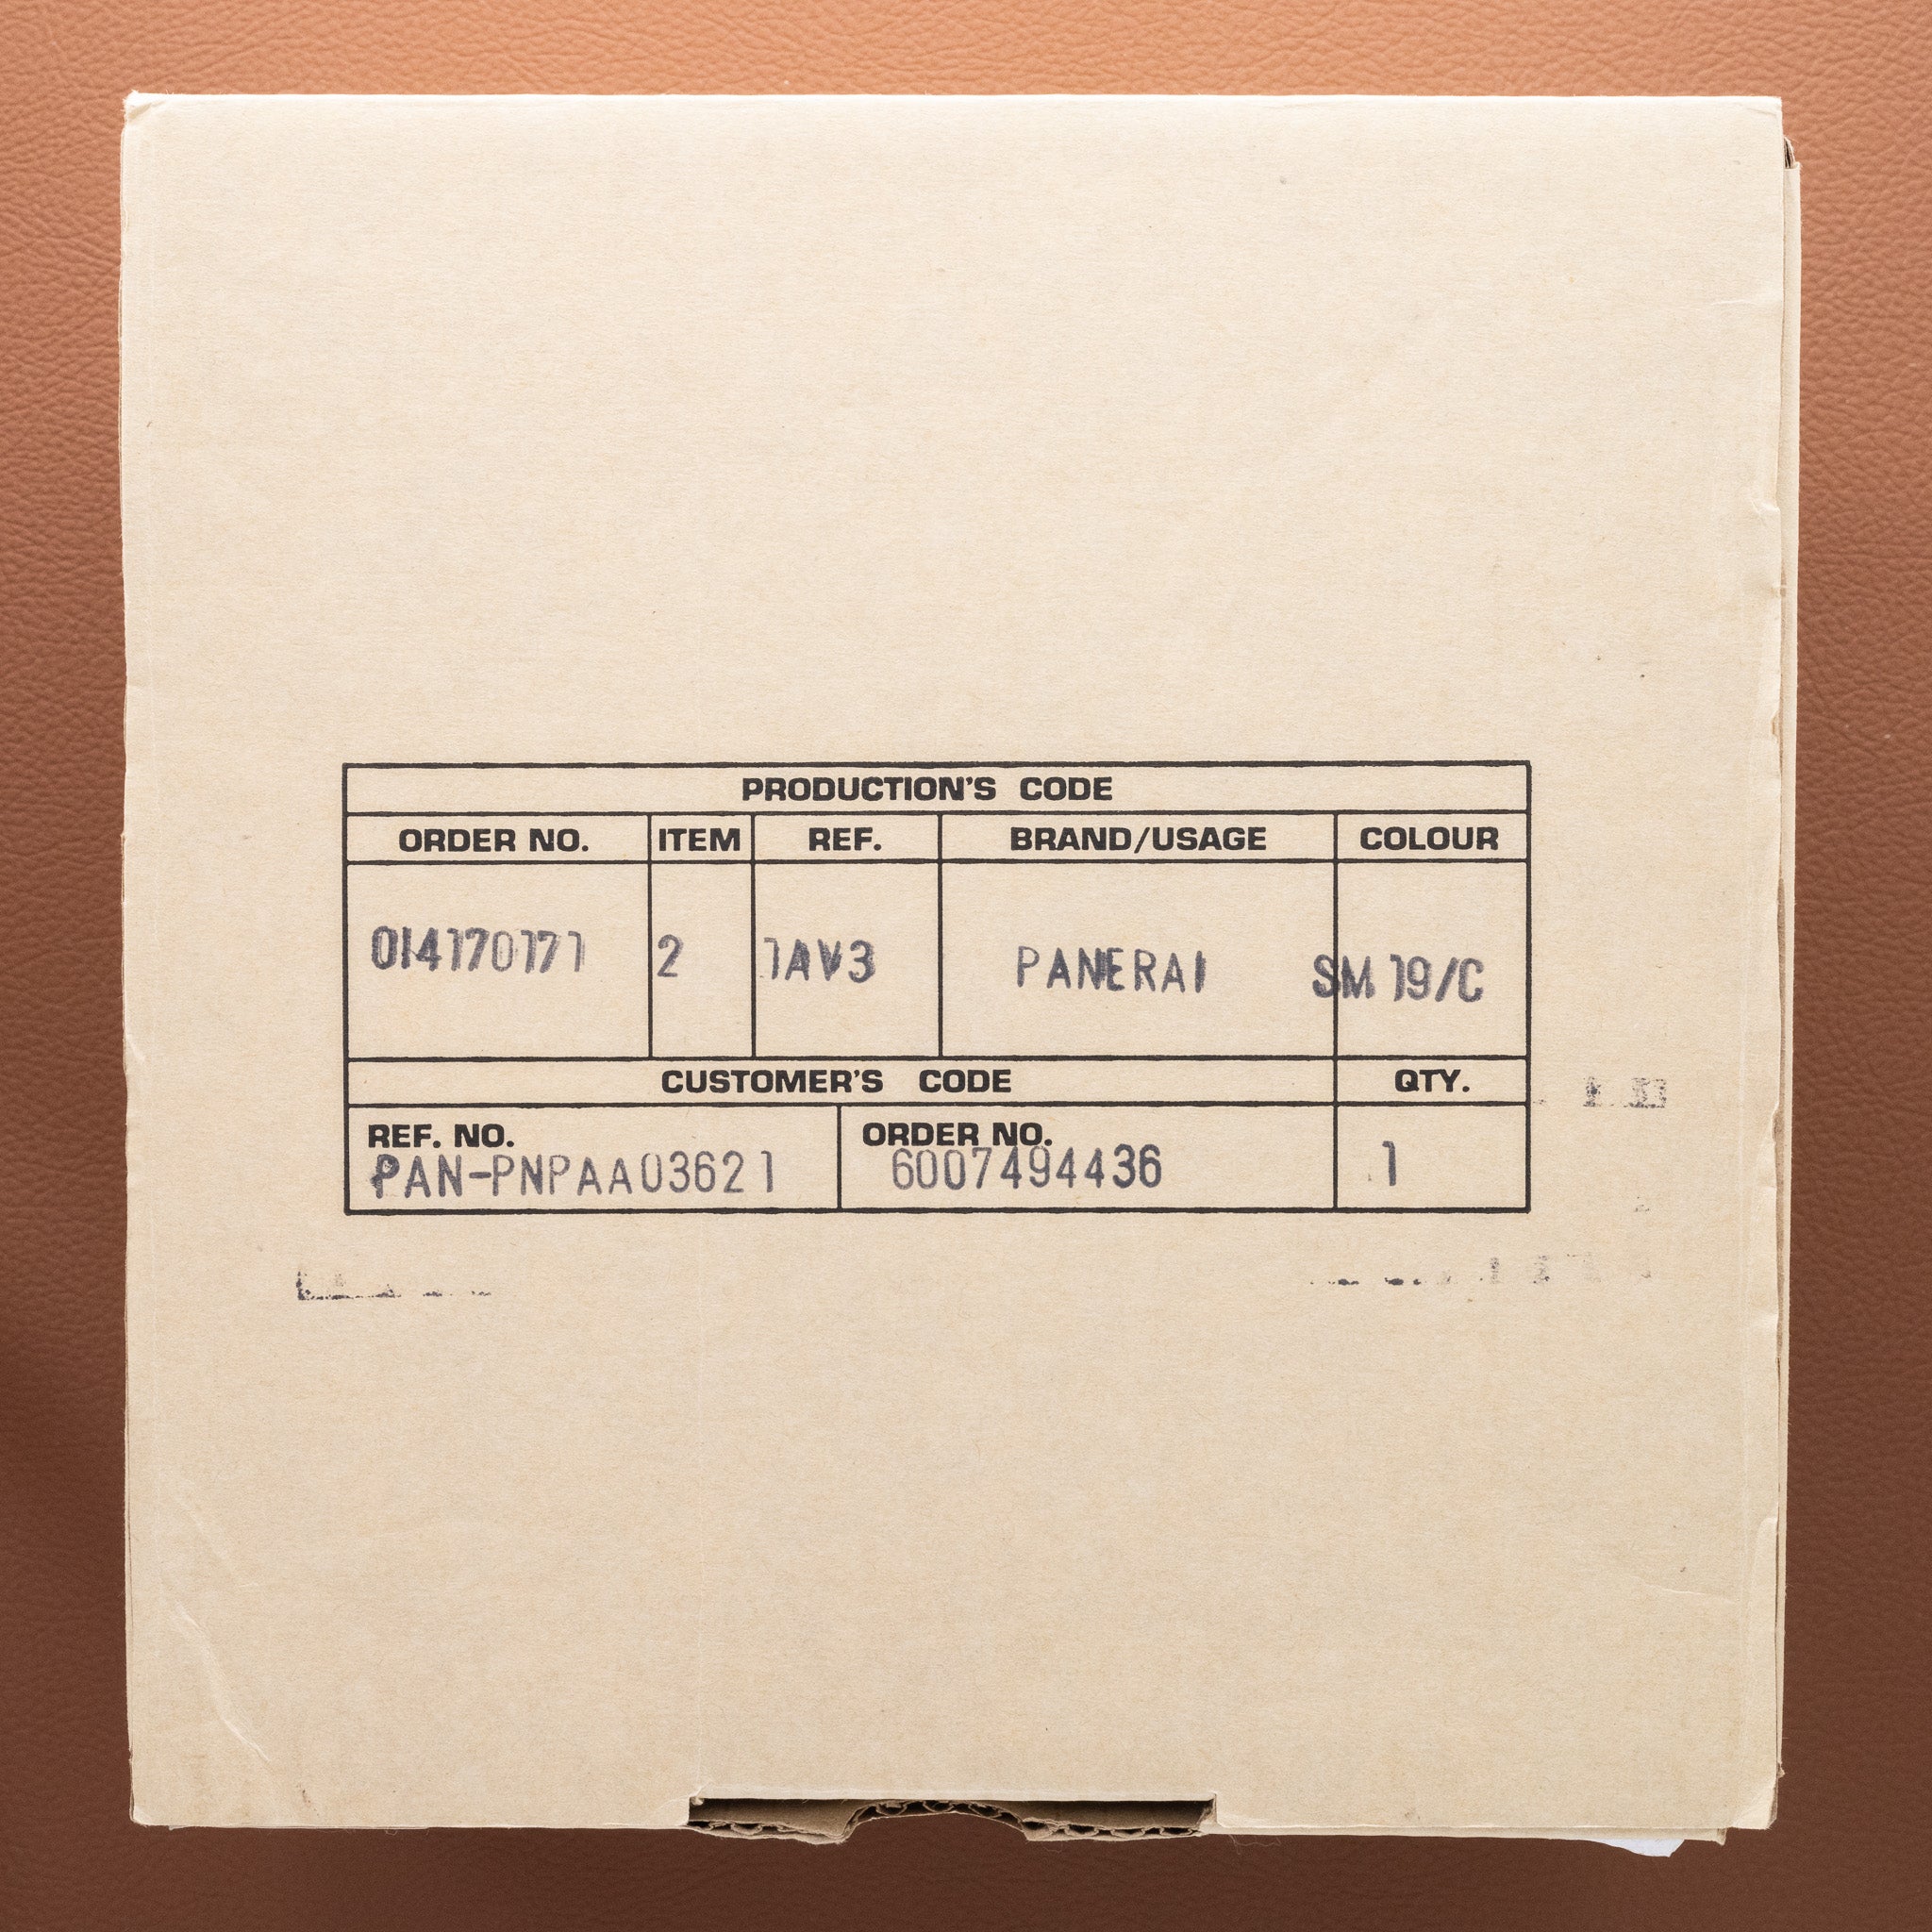 PRODUCTION'S CODE
ORDER NO. ITEM REF. BRAND/USAGE COLOUR
014170171 2 1AV3 PANERAI SM 19/C
CUSTOMER'S CODE QTY.
REF. NO. ORDER NO.
PAN-PNPAA03621 6007494436 1